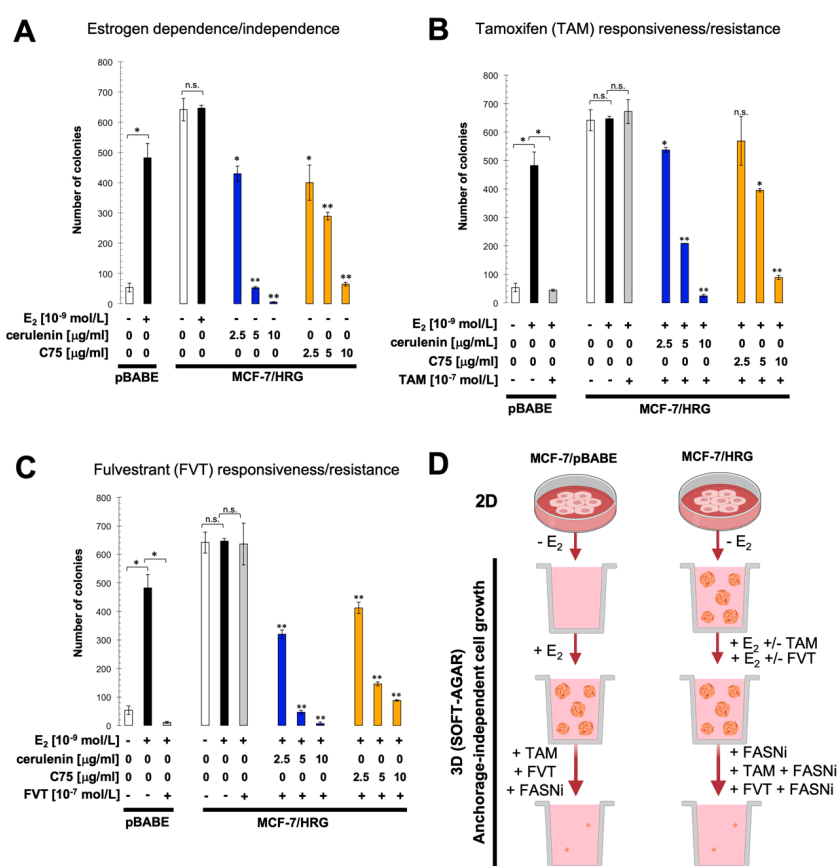 A
Estrogen dependence/independence
Number of colonies
800
700
600
500
400
300
200
100
0
*
n.s.
*
**
**
*
**
**
E2 [10-9 mol/L] - + - +
cerulenin [µg/ml] 0 0 0 0 2.5 5 10 0 0 0
C75 [µg/ml] 0 0 0 0 0 0 0 2.5 5 10
pBABE MCF-7/HRG
B
Tamoxifen (TAM) responsiveness/resistance
Number of colonies
800
700
600
500
400
300
200
100
0
*
*
n.s.
n.s.
*
**
**
n.s.
*
**
E2 [10-9 mol/L] - + + - + + + + + + + +
cerulenin [µg/mL] 0 0 0 0 0 0 2.5 5 10 0 0 0
C75 [µg/ml] 0 0 0 0 0 0 0 0 0 2.5 5 10
TAM [10-7 mol/L] - - + - - + + + + + + +
pBABE MCF-7/HRG
C
Fulvestrant (FVT) responsiveness/resistance
Number of colonies
800
700
600
500
400
300
200
100
0
*
*
n.s.
n.s.
**
**
**
**
**
**
E2 [10-9 mol/L] - + + - + + + + + + + +
cerulenin [µg/ml] 0 0 0 0 0 0 2.5 5 10 0 0 0
C75 [µg/ml] 0 0 0 0 0 0 0 0 0 2.5 5 10
FVT [10-7 mol/L] - - + - - + + + + + + +
pBABE MCF-7/HRG
D
MCF-7/pBABE MCF-7/HRG
2D
- E2 - E2
3D (SOFT-AGAR)
Anchorage-independent cell growth
+ E2
+ E2 +/- TAM
+ E2 +/- FVT
+ TAM
+ FVT
+ FASNi
+ FASNi
+ TAM + FASNi
+ FVT + FASNi